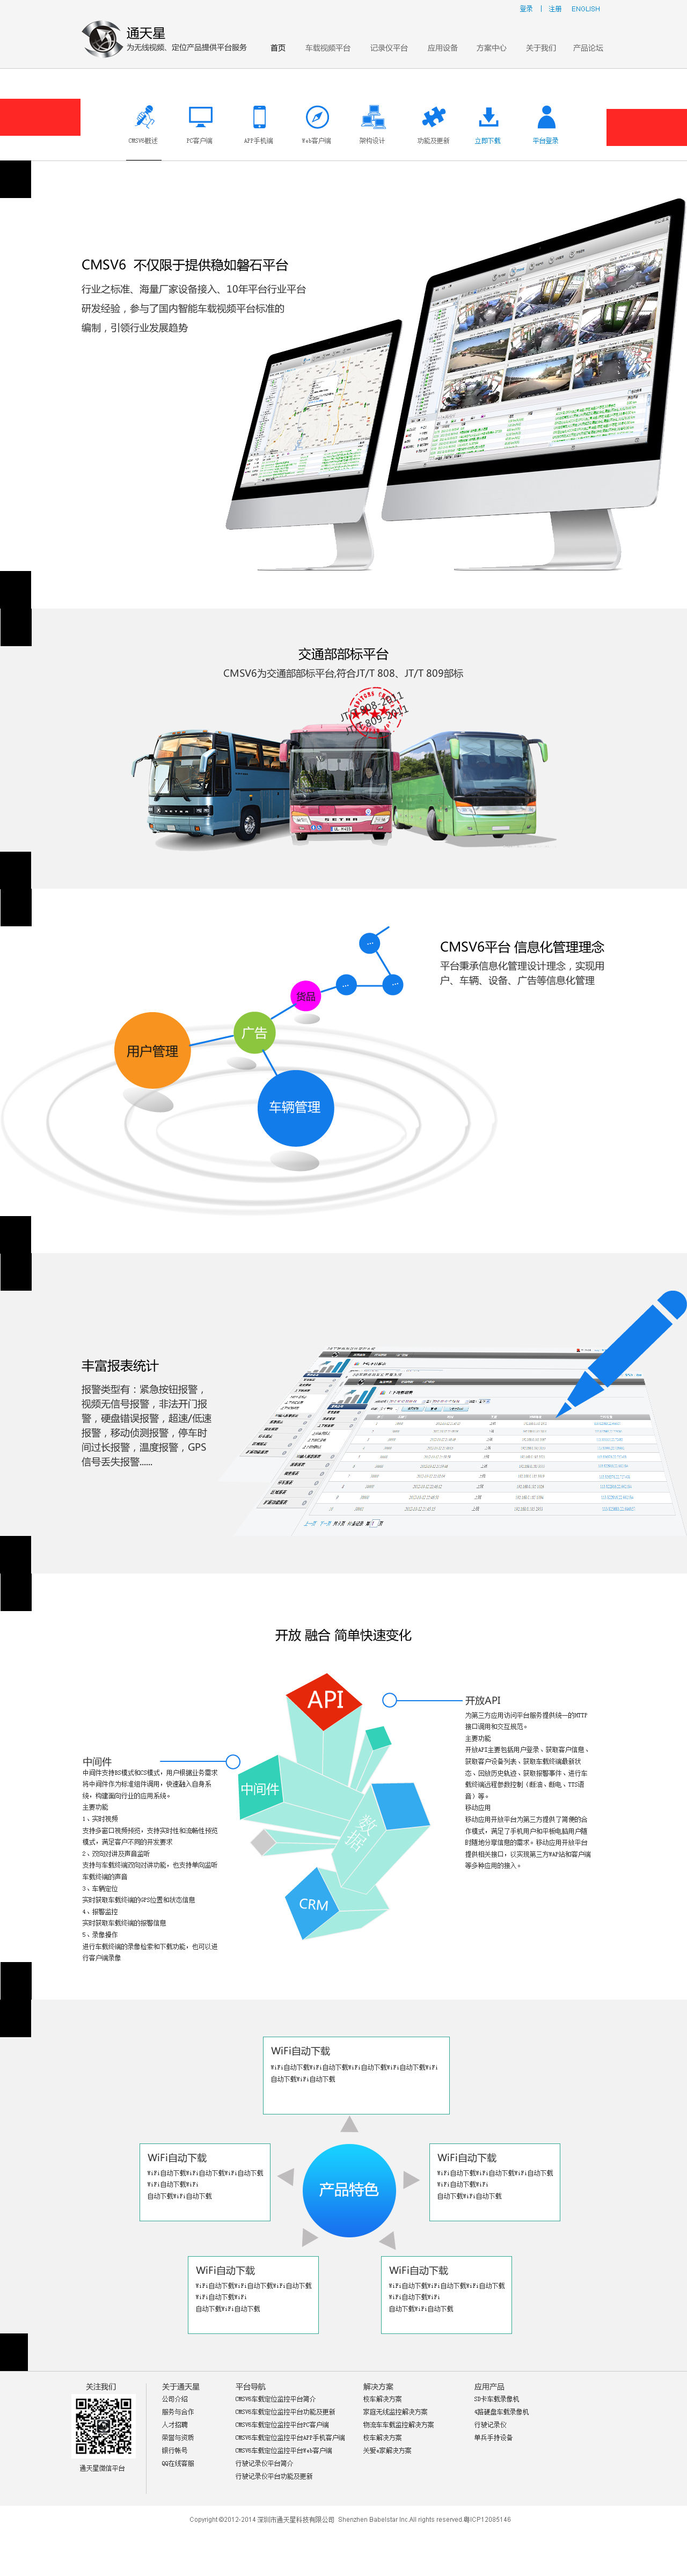 登录 | 注册 ENGLISH
通天星
为无线视频、定位产品提供平台服务
首页 车载视频平台 记录仪平台 应用设备 方案中心 关于我们 产品论坛
CMSV6概述 PC客户端 APP手机端 Web客户端 架构设计 功能及更新 立即下载 平台登录
CMSV6 不仅限于提供稳如磐石平台
行业之标准、海量厂家设备接入、10年平台行业平台
研发经验，参与了国内智能车载视频平台标准的
编制，引领行业发展趋势
交通部部标平台
CMSV6为交通部部标平台,符合JT/T 808、JT/T 809部标
JT/T 808-2011
JT/T 809-2011
SETRA
CMSV6平台 信息化管理理念
平台秉承信息化管理设计理念，实现用
户、车辆、设备、广告等信息化管理
货品
广告
用户管理
车辆管理
丰富报表统计
报警类型有：紧急按钮报警，
视频无信号报警，非法开门报
警，硬盘错误报警，超速/低速
报警，移动侦测报警，停车时
间过长报警，温度报警，GPS
信号丢失报警......
开放 融合 简单快速变化
API
中间件
数据
CRM
开放API
为第三方应用访问平台服务提供统一的HTTP
接口调用和交互规范。
主要功能
开放API主要包括用户登录、获取客户信息、
获取客户设备列表、获取车载终端最新状
态、回放历史轨迹、获取报警事件、进行车
载终端远程参数控制（断油、断电、TTS语
音）等。
移动应用
移动应用开放平台为第三方提供了简便的合
作模式，满足了手机用户和平板电脑用户随
时随地分享信息的需求。移动应用开放平台
提供相关接口，以实现第三方WAP站和客户端
等多种应用的接入。
中间件
中间件支持BS模式和CS模式，用户根据业务需求
将中间件作为标准组件调用，快速融入自身系
统，构建面向行业的应用系统。
主要功能
1、实时视频
支持多窗口视频预览，支持实时性和流畅性预览
模式，满足客户不同的开发要求
2、双向对讲及声音监听
支持与车载终端双向对讲功能，也支持单向监听
车载终端的声音
3、车辆定位
实时获取车载终端的GPS位置和状态信息
4、报警监控
实时获取车载终端的报警信息
5、录像操作
进行车载终端的录像检索和下载功能，也可以进
行客户端录像
WiFi自动下载
WiFi自动下载WiFi自动下载WiFi自动下载WiFi自动下载WiFi
自动下载WiFi自动下载
WiFi自动下载
WiFi自动下载WiFi自动下载WiFi自动下载
WiFi自动下载WiFi
自动下载WiFi自动下载
产品特色
WiFi自动下载
WiFi自动下载WiFi自动下载WiFi自动下载
WiFi自动下载WiFi
自动下载WiFi自动下载
WiFi自动下载
WiFi自动下载WiFi自动下载WiFi自动下载
WiFi自动下载WiFi
自动下载WiFi自动下载
WiFi自动下载
WiFi自动下载WiFi自动下载WiFi自动下载
WiFi自动下载WiFi
自动下载WiFi自动下载
关注我们
通天星微信平台
关于通天星
公司介绍
服务与合作
人才招聘
荣誉与资质
银行帐号
QQ在线客服
平台导航
CMSV6车载定位监控平台简介
CMSV6车载定位监控平台功能及更新
CMSV6车载定位监控平台PC客户端
CMSV6车载定位监控平台APP手机客户端
CMSV6车载定位监控平台Web客户端
行驶记录仪平台简介
行驶记录仪平台功能及更新
解决方案
校车解决方案
家庭无线监控解决方案
物流车车载监控解决方案
校车解决方案
关爱e家解决方案
应用产品
SD卡车载录像机
4路硬盘车载录像机
行驶记录仪
单兵手持设备
Copyright ©2012-2014 深圳市通天星科技有限公司 Shenzhen Babelstar Inc.All rights reserved.粤ICP12085146